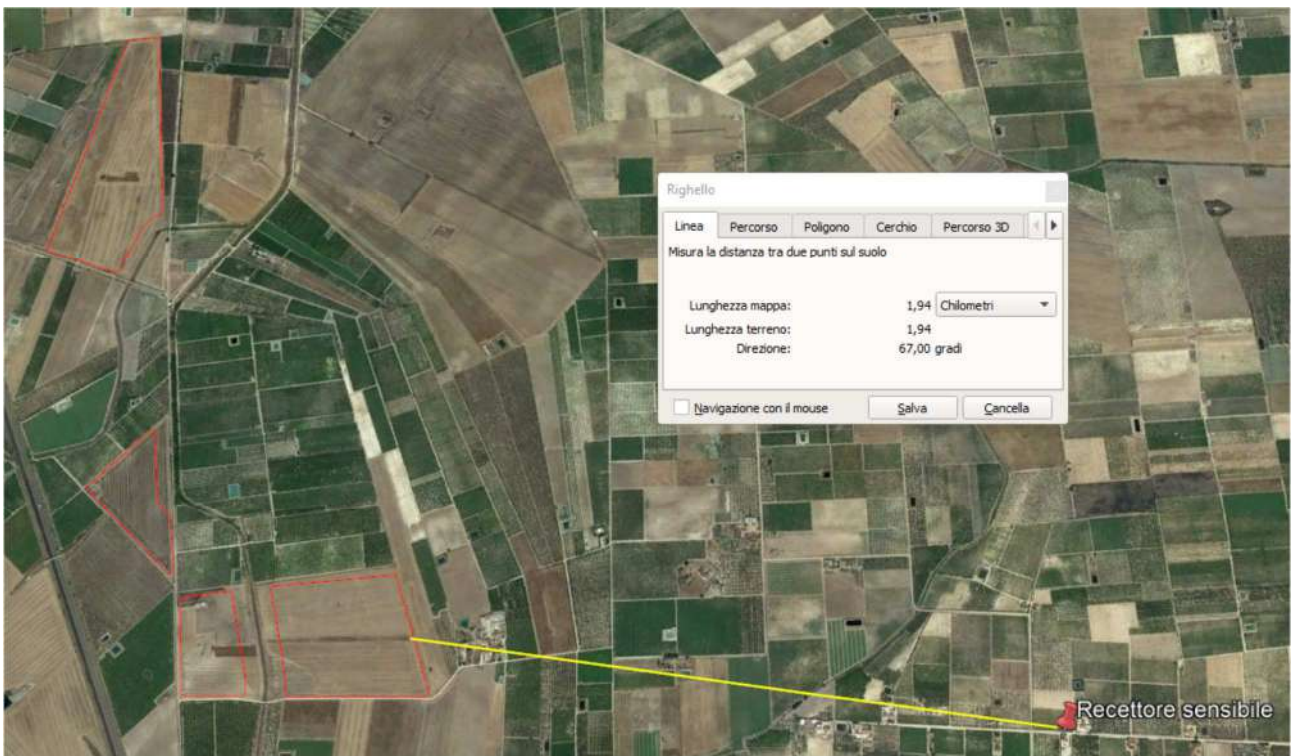 Righello
Linea Percorso Poligono Cerchio Percorso 3D
Misura la distanza tra due punti sul suolo
Lunghezza mappa: 1,94 Chilometri
Lunghezza terreno: 1,94
Direzione: 67,00 gradi
Navigazione con il mouse Salva Cancella
Recettore sensibile